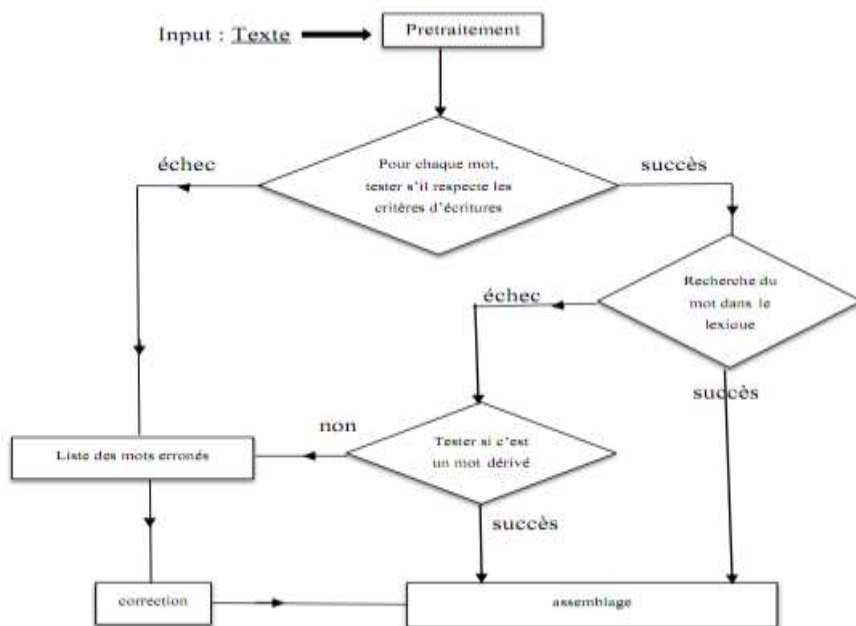 Input : Texte
Pretraitement
échec
Pour chaque mot,
tester s'il respecte les
critères d'écritures
succès
Recherche du
mot dans le
lexique
échec
succès
non
Tester si c'est
un mot dérivé
Liste des mots erronés
succès
correction
assemblage